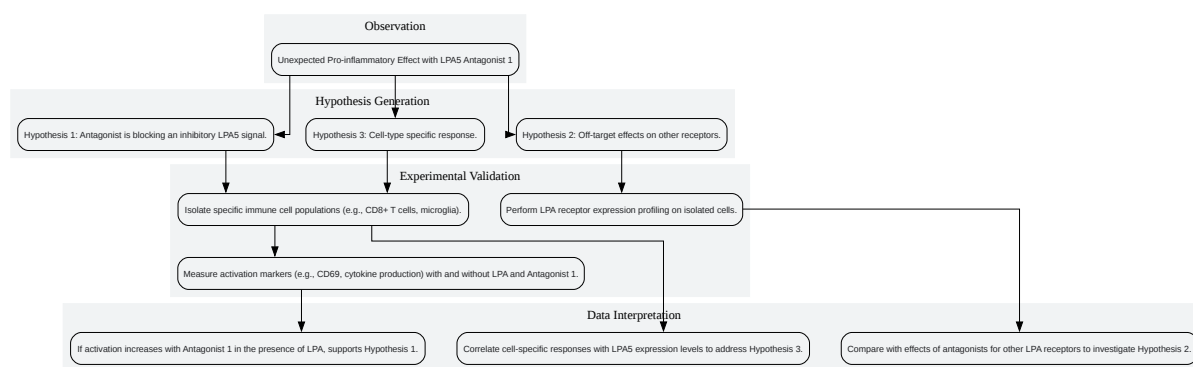 Observation
Unexpected Pro-inflammatory Effect with LPA5 Antagonist 1
Hypothesis Generation
Hypothesis 1: Antagonist is blocking an inhibitory LPA5 signal.
Hypothesis 3: Cell-type specific response.
Hypothesis 2: Off-target effects on other receptors.
Experimental Validation
Isolate specific immune cell populations (e.g., CD8+ T cells, microglia).
Perform LPA receptor expression profiling on isolated cells.
Measure activation markers (e.g., CD69, cytokine production) with and without LPA and Antagonist 1.
Data Interpretation
If activation increases with Antagonist 1 in the presence of LPA, supports Hypothesis 1.
Correlate cell-specific responses with LPA5 expression levels to address Hypothesis 3.
Compare with effects of antagonists for other LPA receptors to investigate Hypothesis 2.